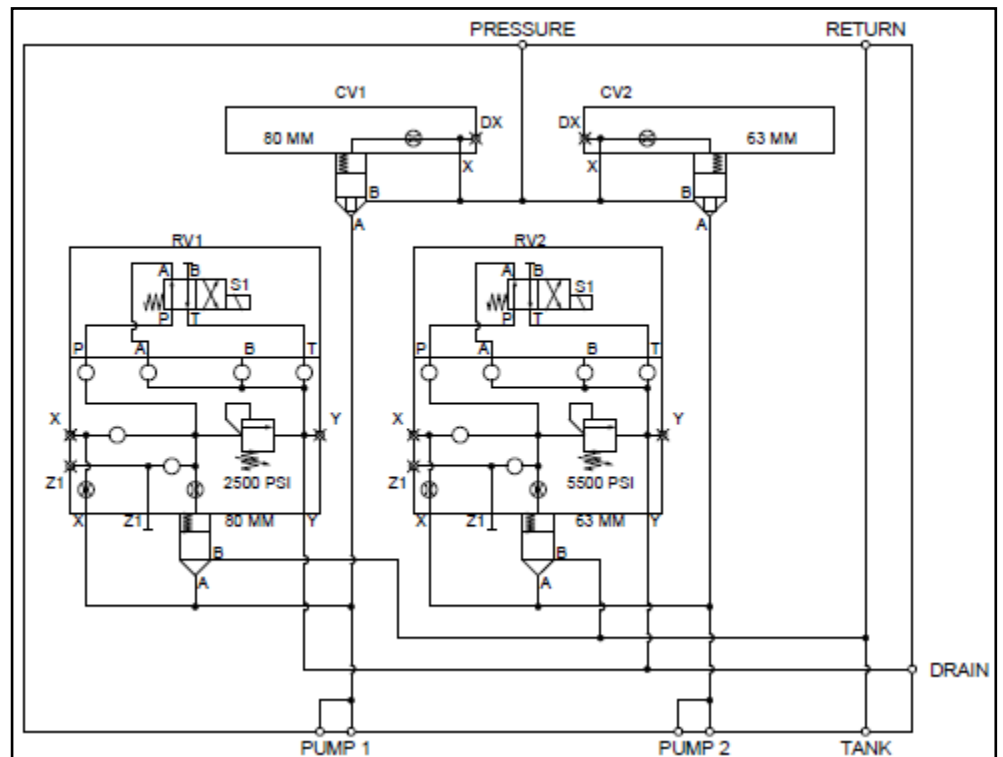 PRESSURE RETURN
CV1 CV2
80 MM DX DX 63 MM
X X
B B
A A
RV1 RV2
A B A B
S1 S1
P T P T
P A B T P A B T
X Y X Y
Z1 2500 PSI Z1 5500 PSI
X Z1 80 MM Y X Z1 63 MM Y
B B
A A
DRAIN
PUMP 1 PUMP 2 TANK